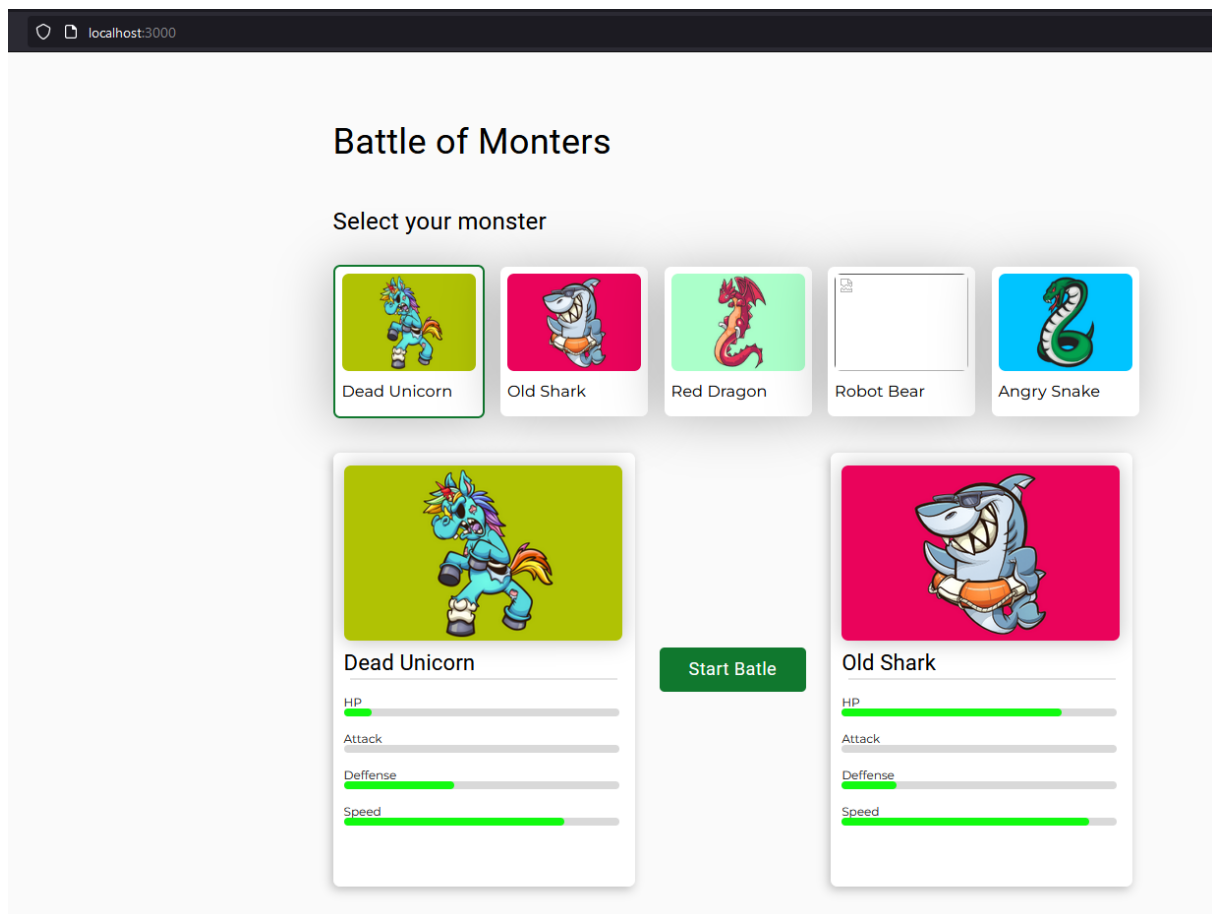 localhost:3000
Battle of Monters
Select your monster
Dead Unicorn
Old Shark
Red Dragon
Robot Bear
Angry Snake
Dead Unicorn
HP
Attack
Deffense
Speed
Start Batle
Old Shark
HP
Attack
Deffense
Speed